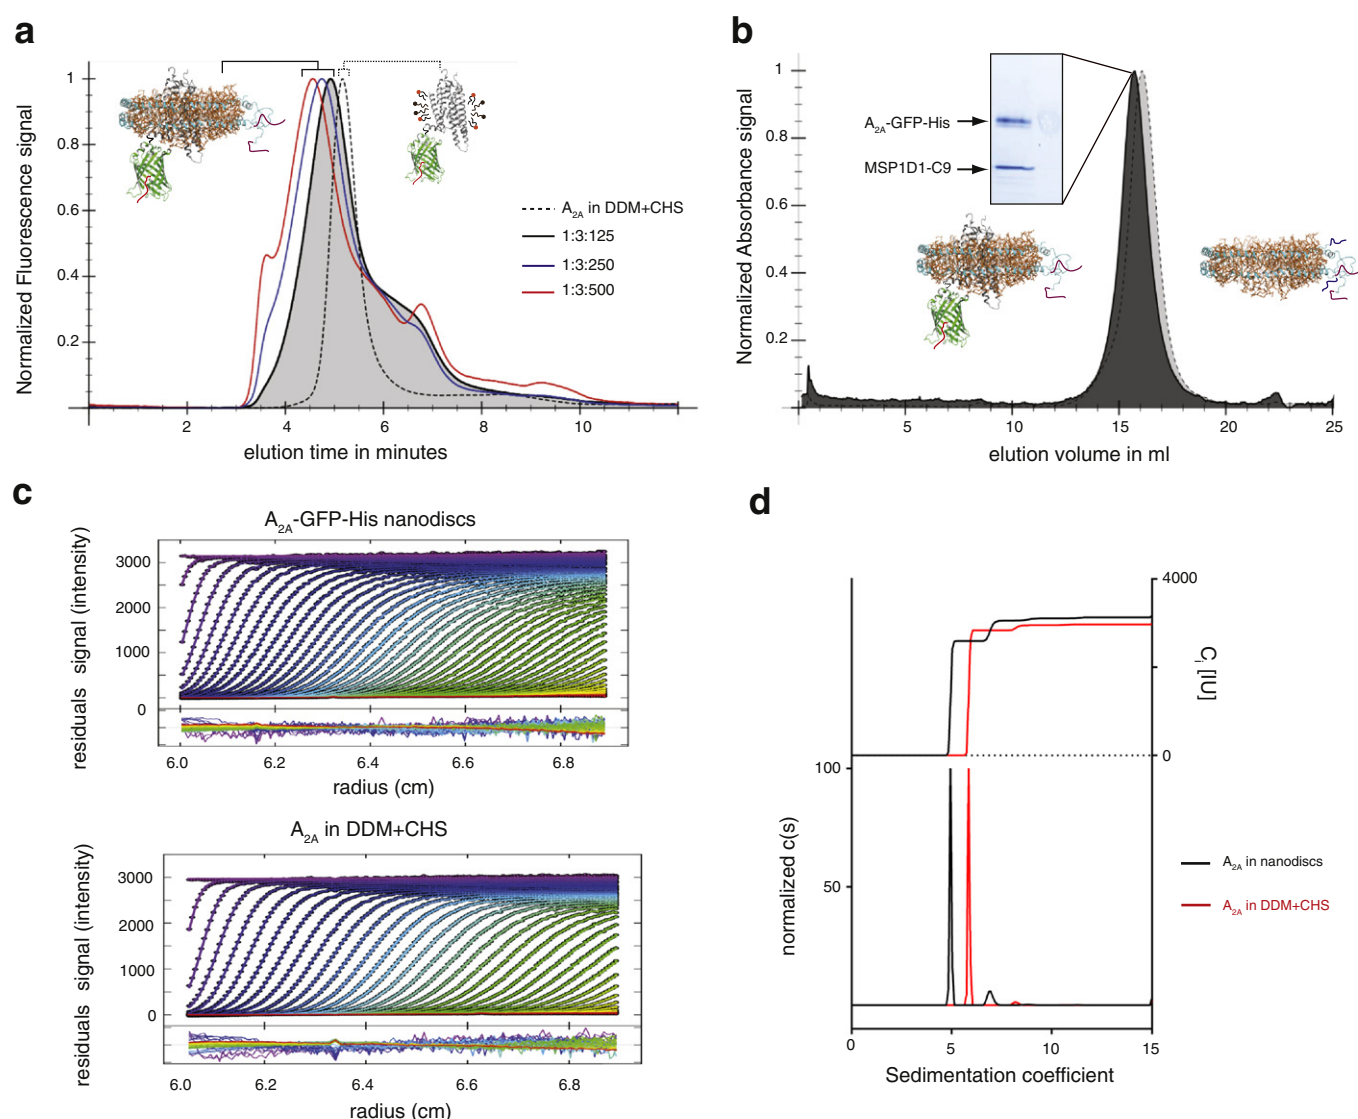 a
Normalized Fluorescence signal
1
0.8
0.6
0.4
0.2
2
4
6
8
10
elution time in minutes
A2A in DDM+CHS
1:3:125
1:3:250
1:3:500
b
Normalized Absorbance signal
1
0.8
0.6
0.4
0.2
5
10
15
20
25
elution volume in ml
A2A-GFP-His
MSP1D1-C9
c
A2A-GFP-His nanodiscs
residuals signal (intensity)
3000
2000
1000
0
6.0
6.2
6.4
6.6
6.8
radius (cm)
A2A in DDM+CHS
residuals signal (intensity)
3000
2000
1000
0
6.0
6.2
6.4
6.6
6.8
radius (cm)
d
4000
0
Ci [IU]
100
50
normalized c(s)
0
5
10
15
Sedimentation coefficient
A2A in nanodiscs
A2A in DDM+CHS